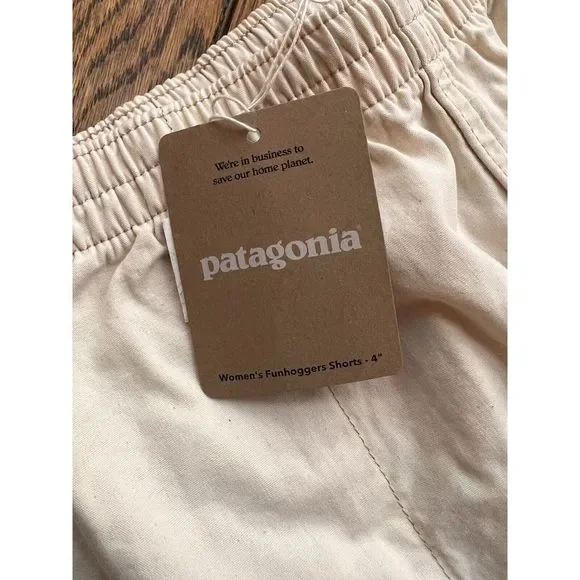 We're in business to
save our home planet.
patagonia®
Women's Funhoggers Shorts - 4"